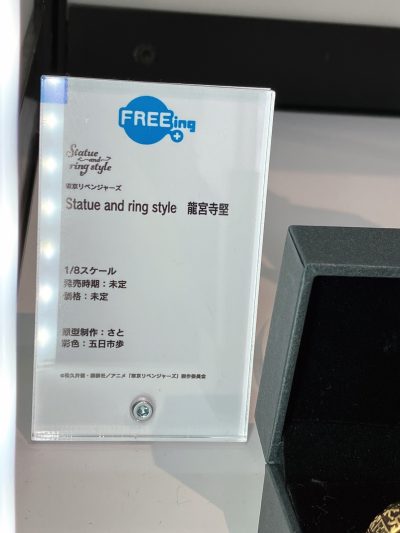 FREEing
Statue
and
ring style
東京リベンジャーズ
Statue and ring style 龍宮寺堅
1/8スケール
発売時期：未定
価格：未定
原型制作：さと
彩色：五日市歩
©和久井健・講談社／アニメ「東京リベンジャーズ」製作委員会